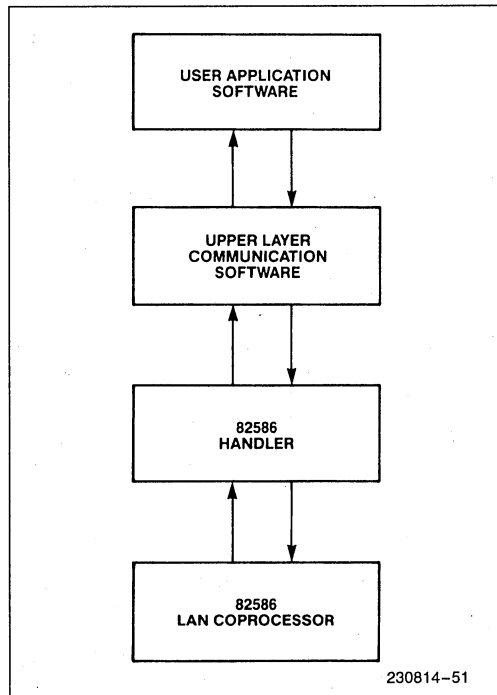 USER APPLICATION
SOFTWARE
UPPER LAYER
COMMUNICATION
SOFTWARE
82586
HANDLER
82586
LAN COPROCESSOR
230814–51